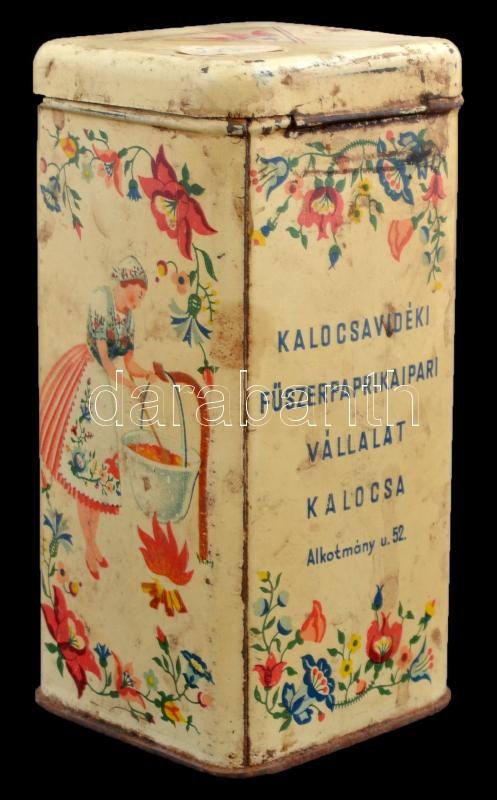 KALOCSAVIDÉKI
FŰSZERPAPRIKAIPARI
VÁLLALAT
KALOCSA
Alkotmány u. 52.
darabanth